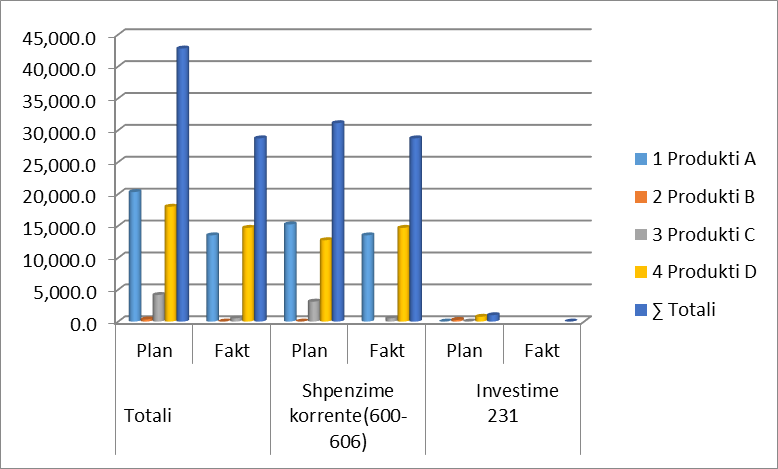 45,000.0
40,000.0
35,000.0
30,000.0
25,000.0
20,000.0
15,000.0
10,000.0
5,000.0
0.0
Plan
Fakt
Plan
Fakt
Plan
Fakt
Totali
Shpenzime
korrente(600-
606)
Investime
231
1 Produkti A
2 Produkti B
3 Produkti C
4 Produkti D
∑ Totali